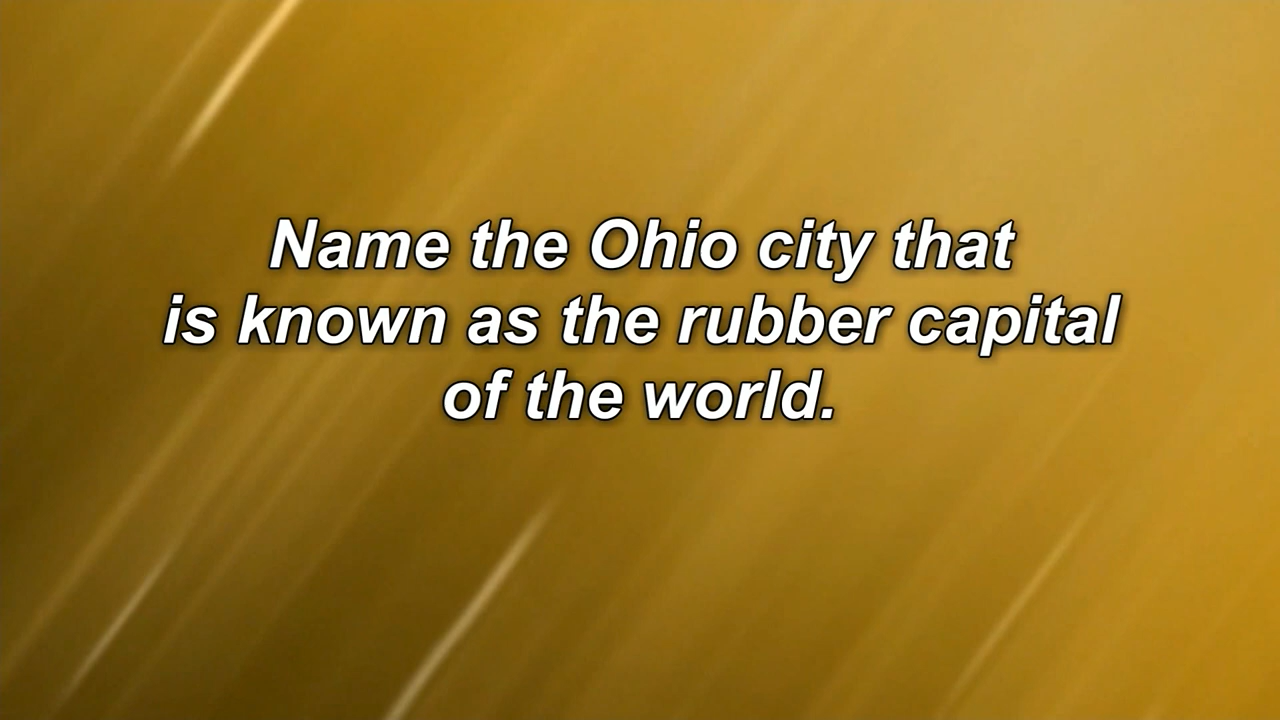 Name the Ohio city that
is known as the rubber capital
of the world.